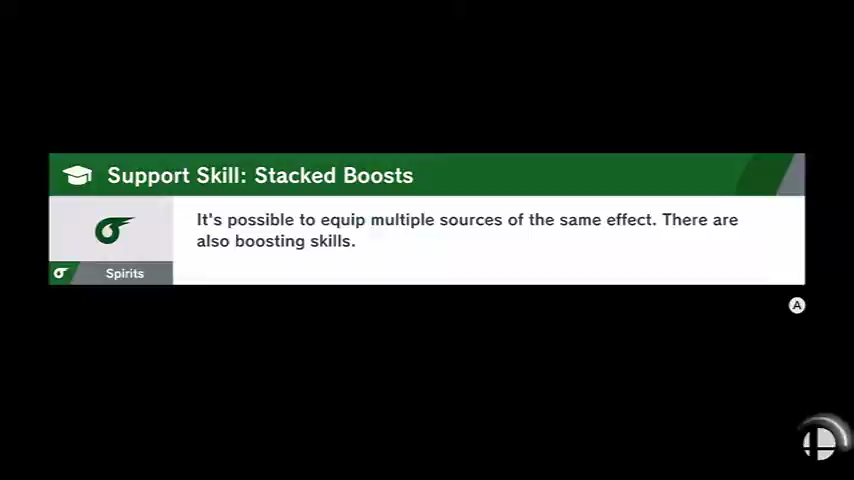 Support Skill: Stacked Boosts
It's possible to equip multiple sources of the same effect. There are
also boosting skills.
Spirits
A